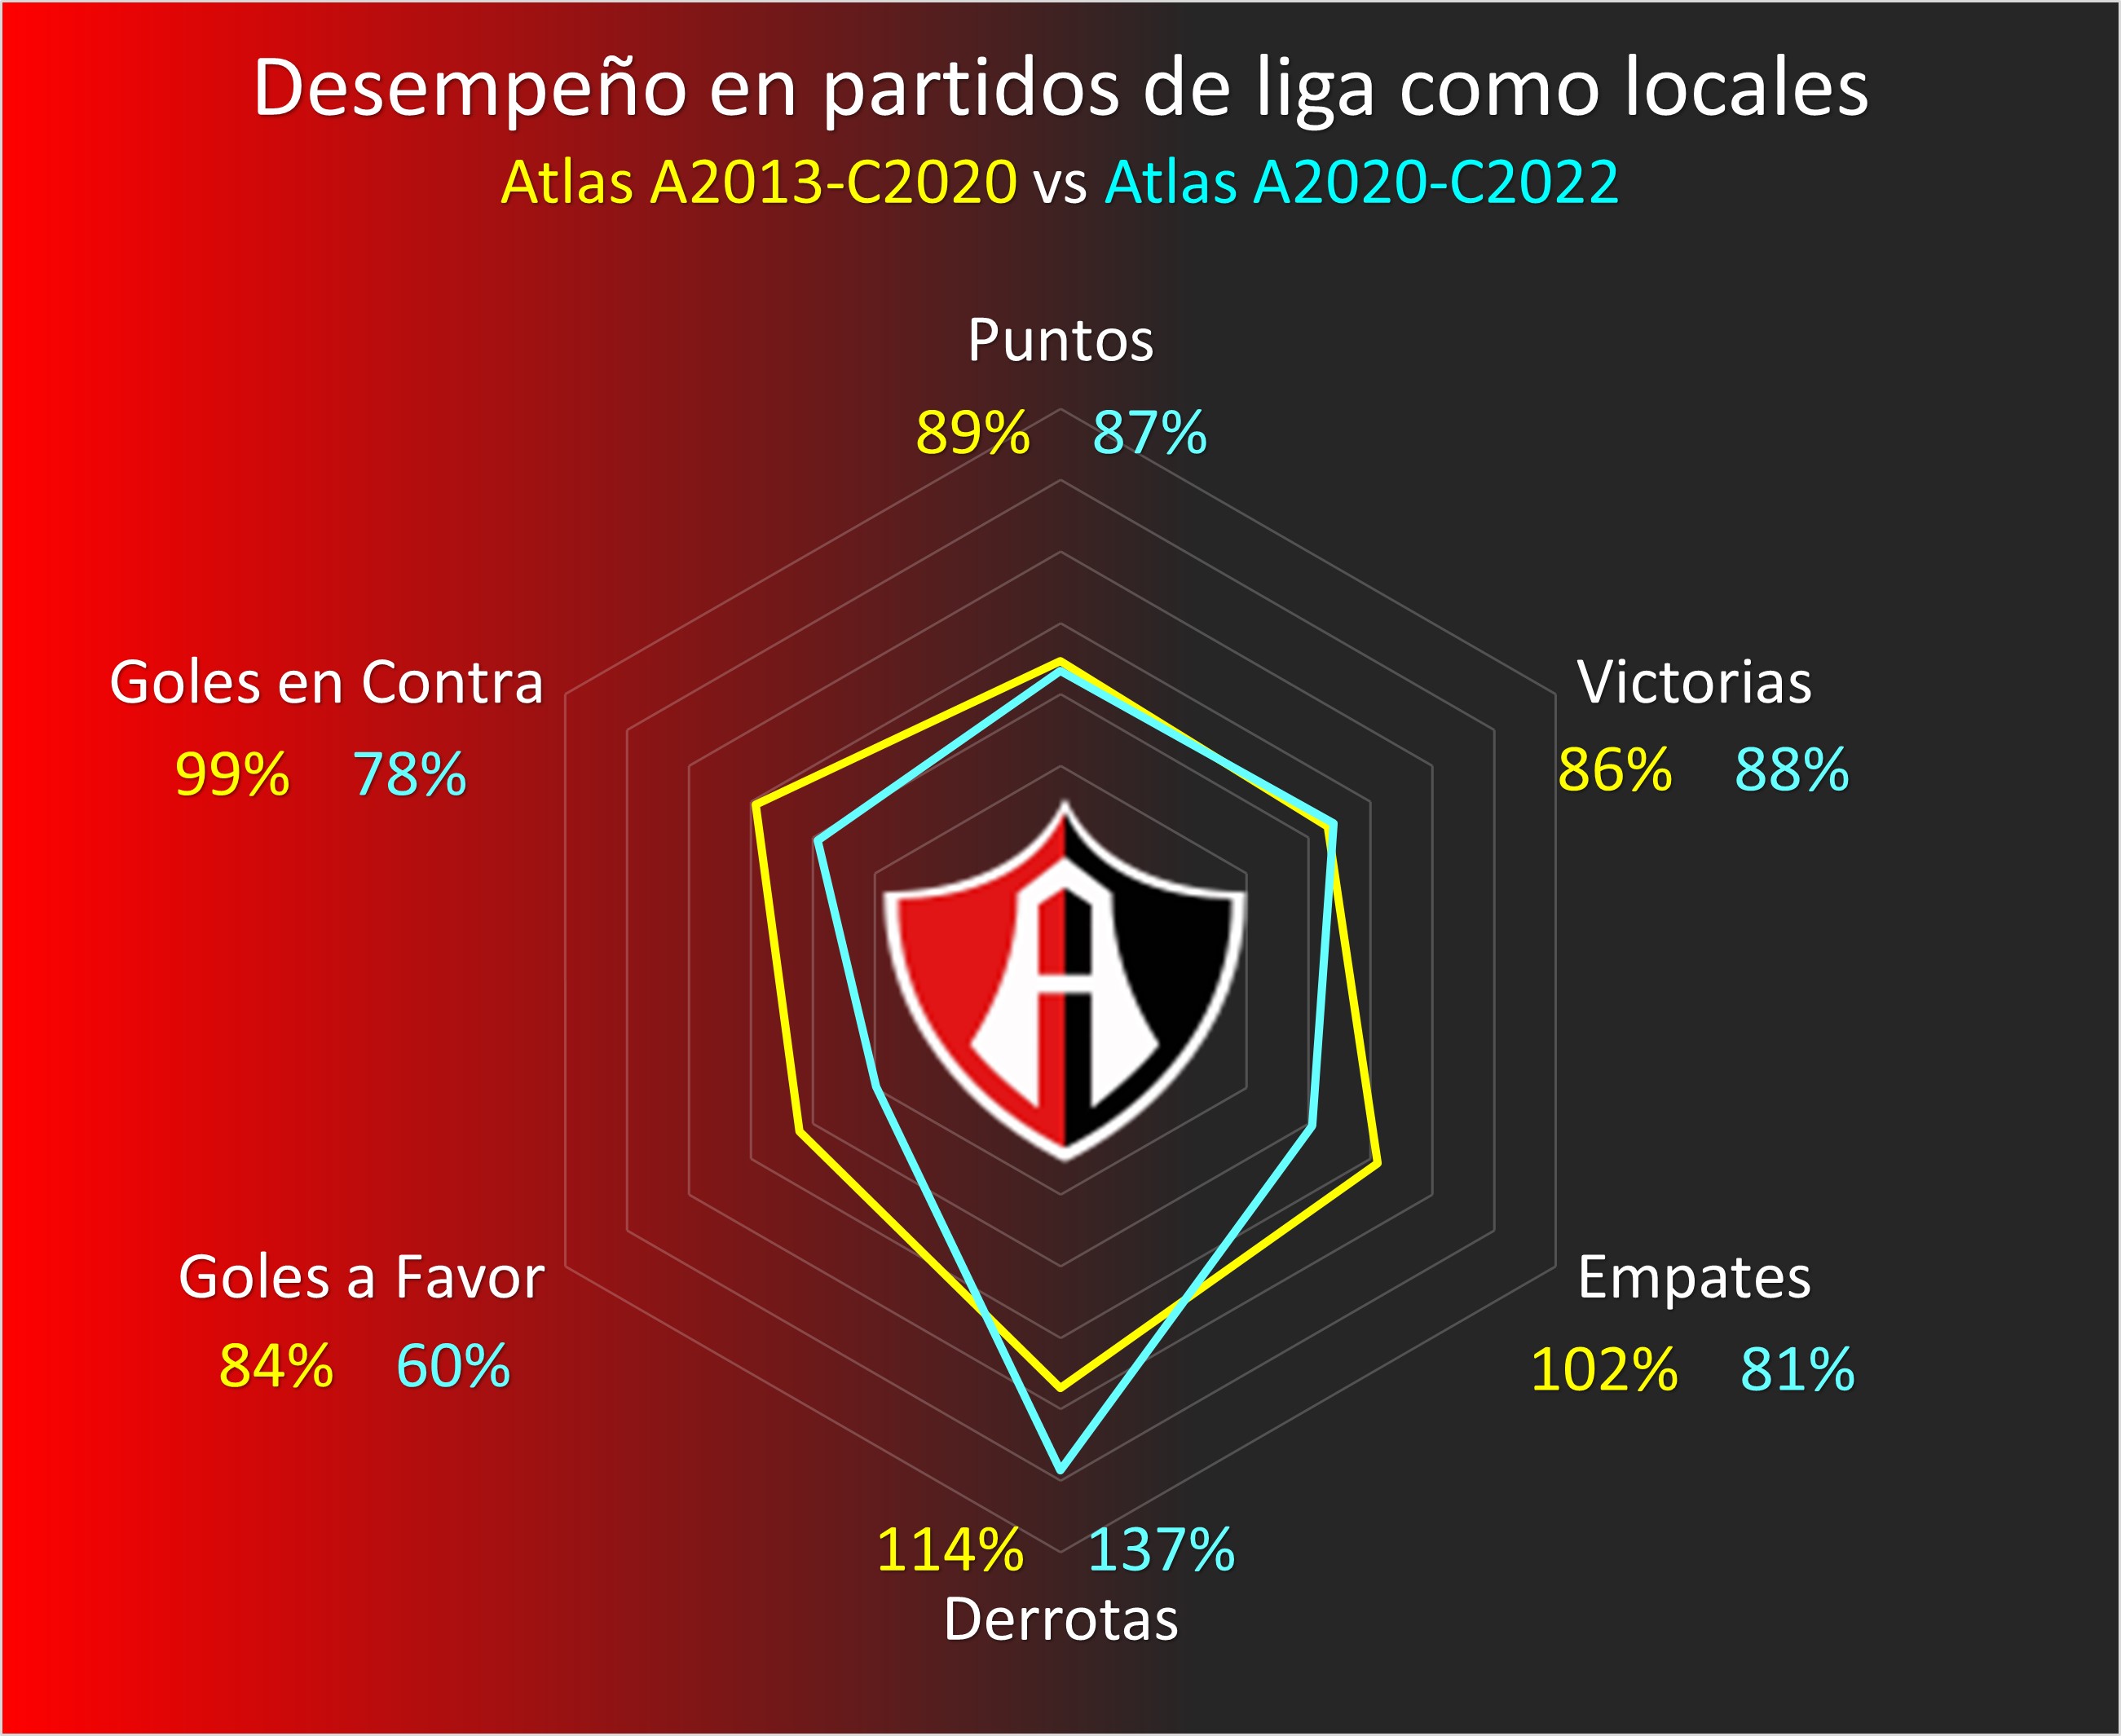 Desempeño en partidos de liga como locales
Atlas A2013-C2020 vs Atlas A2020-C2022
Puntos
89% 87%
Goles en Contra
99% 78%
Victorias
86% 88%
Goles a Favor
84% 60%
Empates
102% 81%
114% 137%
Derrotas
A